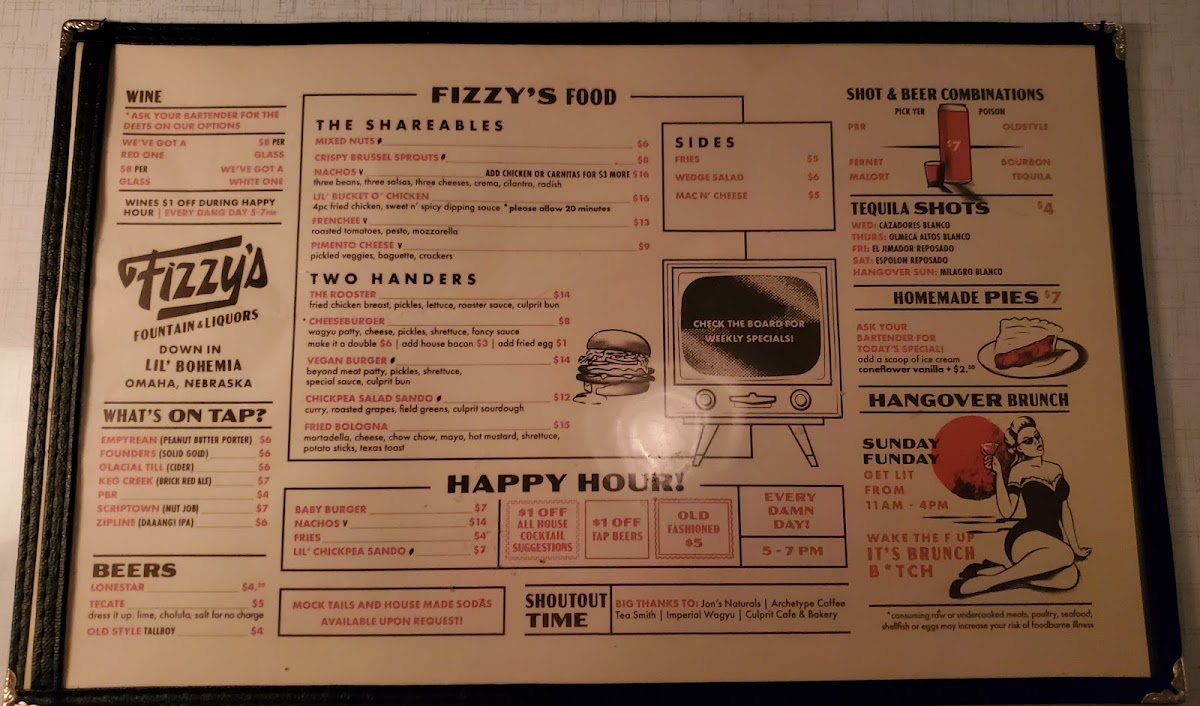 WINE
*ASK YOUR BARTENDER FOR THE
DEETS ON OUR OPTIONS
WE'VE GOT A RED ONE $8 PER GLASS
$8 PER GLASS WE'VE GOT A WHITE ONE
WINES $1 OFF DURING HAPPY
HOUR | EVERY DANG DAY 5-7PM
Fizzy's
FOUNTAIN & LIQUORS
DOWN IN
LIL' BOHEMIA
OMAHA, NEBRASKA
WHAT'S ON TAP?
EMPYREAN (PEANUT BUTTER PORTER) $6
FOUNDERS (SOLID GOLD) $6
GLACIAL TILL (CIDER) $6
KEG CREEK (BRICK RED ALE) $7
PBR $4
SCRIPTOWN (NUT JOB) $7
ZIPLINE (DAAANG! IPA) $6
BEERS
LONESTAR $4.50
TECATE $5
dress it up: lime, cholula, salt for no charge
OLD STYLE TALLBOY $4
FIZZY'S FOOD
THE SHAREABLES
MIXED NUTS $6
CRISPY BRUSSEL SPROUTS $8
NACHOS V ADD CHICKEN OR CARNITAS FOR $3 MORE $16
three beans, three salsas, three cheeses, crema, cilantro, radish
LIL' BUCKET O' CHICKEN $16
4pc fried chicken, sweet n' spicy dipping sauce *please allow 20 minutes
FRENCHEE V $13
roasted tomatoes, pesto, mozzarella
PIMENTO CHEESE V $9
pickled veggies, baguette, crackers
TWO HANDERS
THE ROOSTER $14
fried chicken breast, pickles, lettuce, rooster sauce, culprit bun
*CHEESEBURGER $8
wagyu patty, cheese, pickles, shrettuce, fancy sauce
make it a double $6 | add house bacon $3 | add fried egg $1
VEGAN BURGER $14
beyond meat patty, pickles, shrettuce,
special sauce, culprit bun
CHICKPEA SALAD SANDO $12
curry, roasted grapes, field greens, culprit sourdough
FRIED BOLOGNA $15
mortadella, cheese, chow chow, mayo, hot mustard, shrettuce,
potato sticks, texas toast
SIDES
FRIES $5
WEDGE SALAD $6
MAC N' CHEESE $5
CHECK THE BOARD FOR
WEEKLY SPECIALS!
HAPPY HOUR!
BABY BURGER $7
NACHOS V $14
FRIES $4
LIL' CHICKPEA SANDO $7
$1 OFF
ALL HOUSE
COCKTAIL
SUGGESTIONS
$1 OFF
TAP BEERS
OLD
FASHIONED
$5
EVERY
DAMN
DAY!
5 - 7 PM
MOCK TAILS AND HOUSE MADE SODAS
AVAILABLE UPON REQUEST!
SHOUTOUT
TIME
BIG THANKS TO: Jon's Naturals | Archetype Coffee
Tea Smith | Imperial Wagyu | Culprit Cafe & Bakery
SHOT & BEER COMBINATIONS
PICK YER POISON
PBR OLDSTYLE
$7
FERNET BOURBON
MALORT TEQUILA
TEQUILA SHOTS $4
WED: CAZADORES BLANCO
THURS: OLMECA ALTOS BLANCO
FRI: EL JIMADOR REPOSADO
SAT: ESPOLON REPOSADO
HANGOVER SUN: MILAGRO BLANCO
HOMEMADE PIES $7
ASK YOUR
BARTENDER FOR
TODAY'S SPECIAL!
add a scoop of ice cream
coneflower vanilla + $2.50
HANGOVER BRUNCH
SUNDAY
FUNDAY
GET LIT
FROM
11AM - 4PM
WAKE THE F UP
IT'S BRUNCH
B*TCH
*consuming raw or undercooked meats, poultry, seafood,
shellfish or eggs may increase your risk of foodborne illness